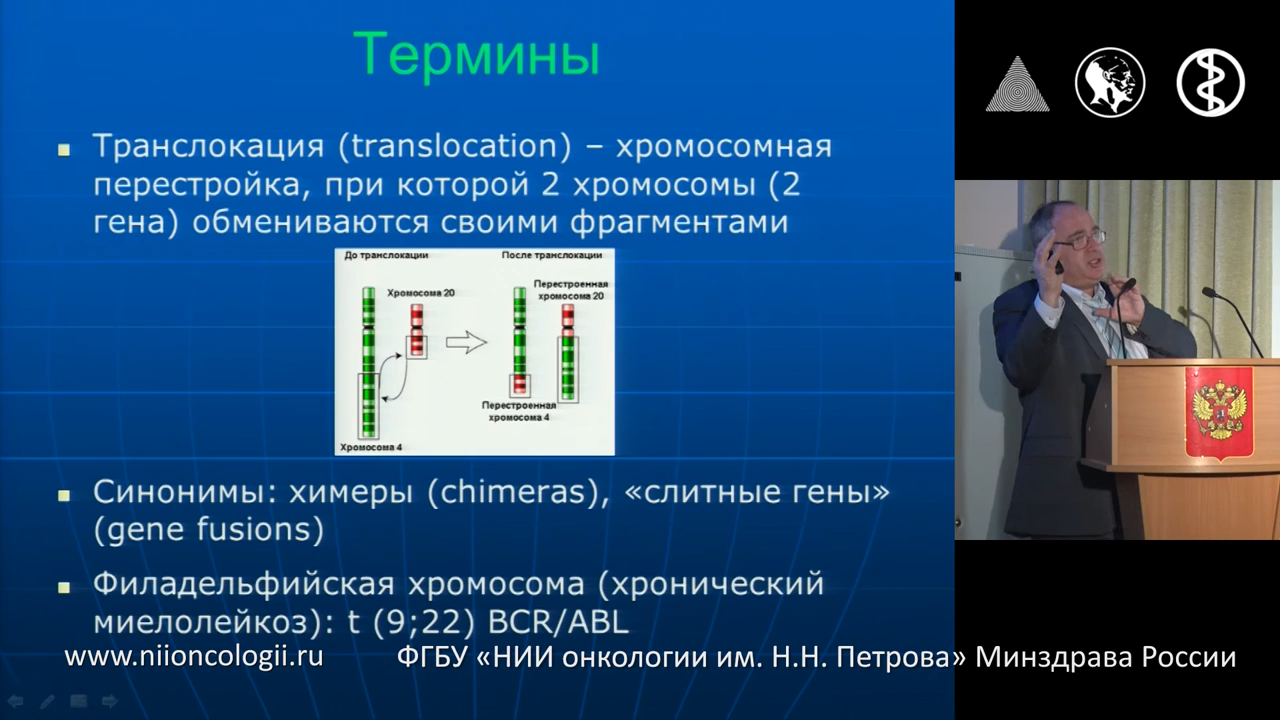 Термины
Транслокация (translocation) – хромосомная
перестройка, при которой 2 хромосомы (2
гена) обмениваются своими фрагментами
До транслокации
После транслокации
Хромосома 20
Перестроенная
хромосома 20
Перестроенная
хромосома 4
Хромосома 4
Синонимы: химеры (chimeras), «слитные гены»
(gene fusions)
Филадельфийская хромосома (хронический
миелолейкоз): t (9;22) BCR/ABL
www.niioncologii.ru
ФГБУ «НИИ онкологии им. Н.Н. Петрова» Минздрава России